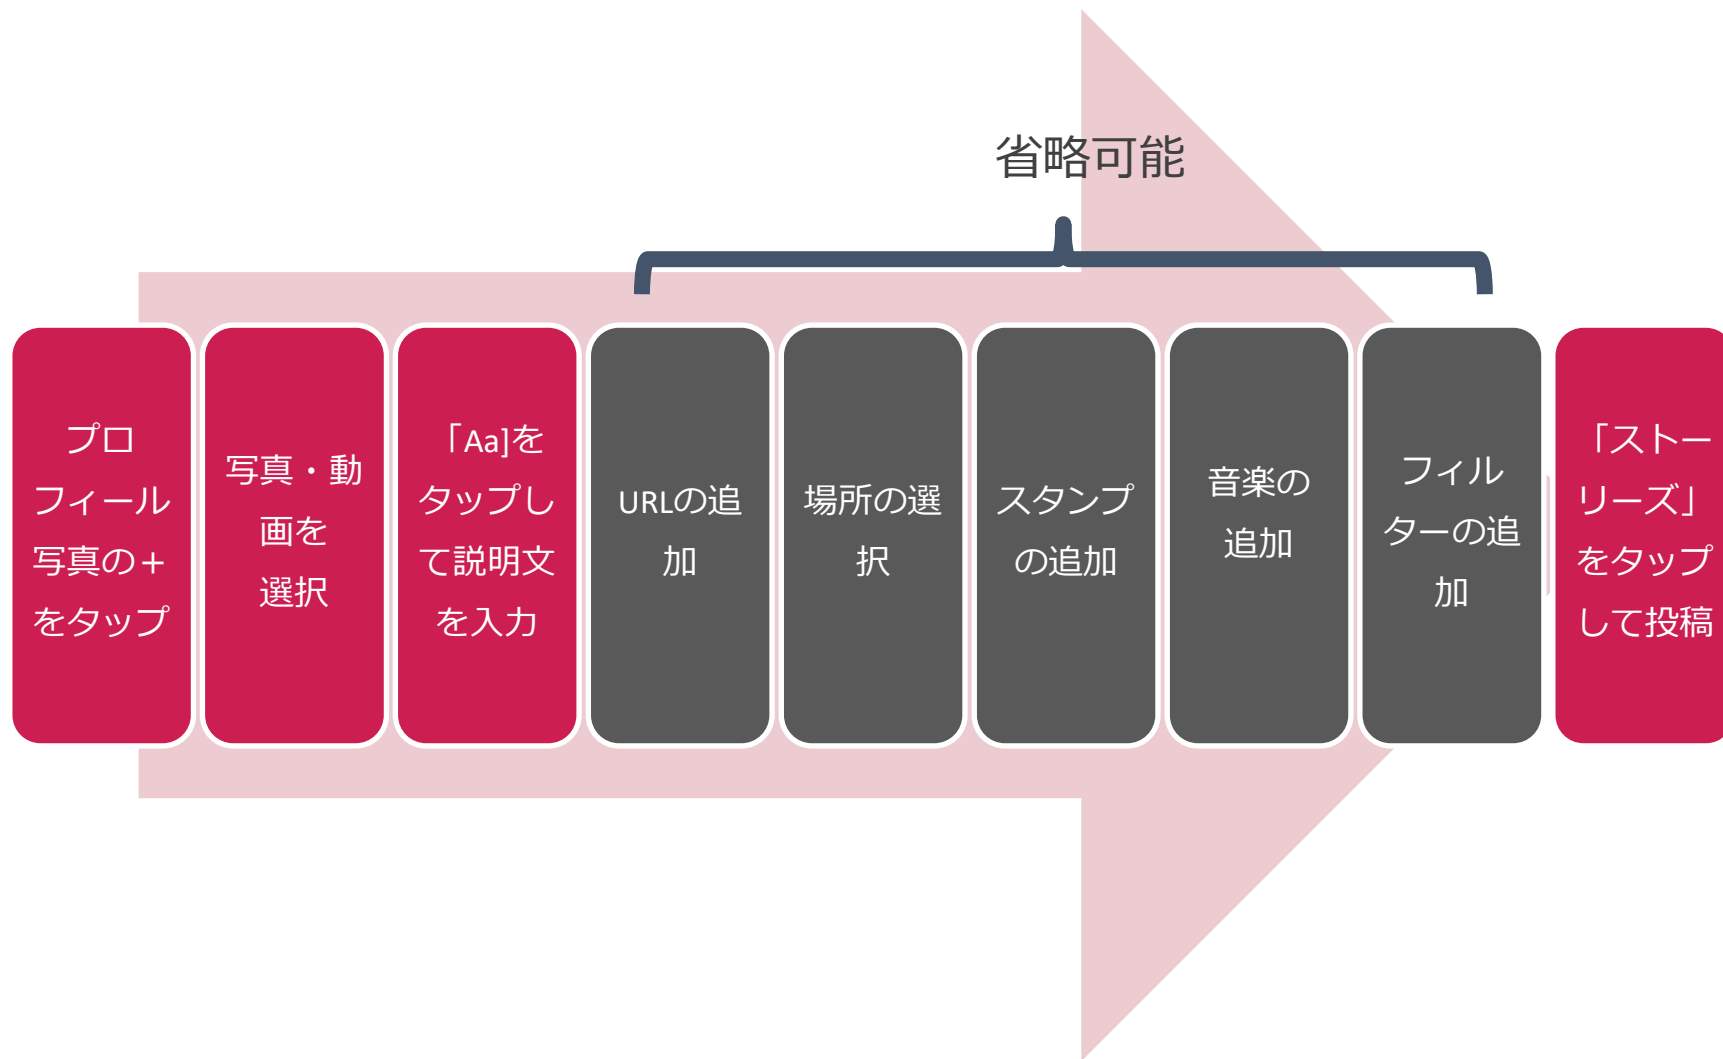 省略可能
プロ
フィール
写真の＋
をタップ
写真・動
画を
選択
「Aa]を
タップし
て説明文
を入力
URLの追
加
場所の選
択
スタンプ
の追加
音楽の
追加
フィル
ターの追
加
「ストー
リーズ」
をタップ
して投稿